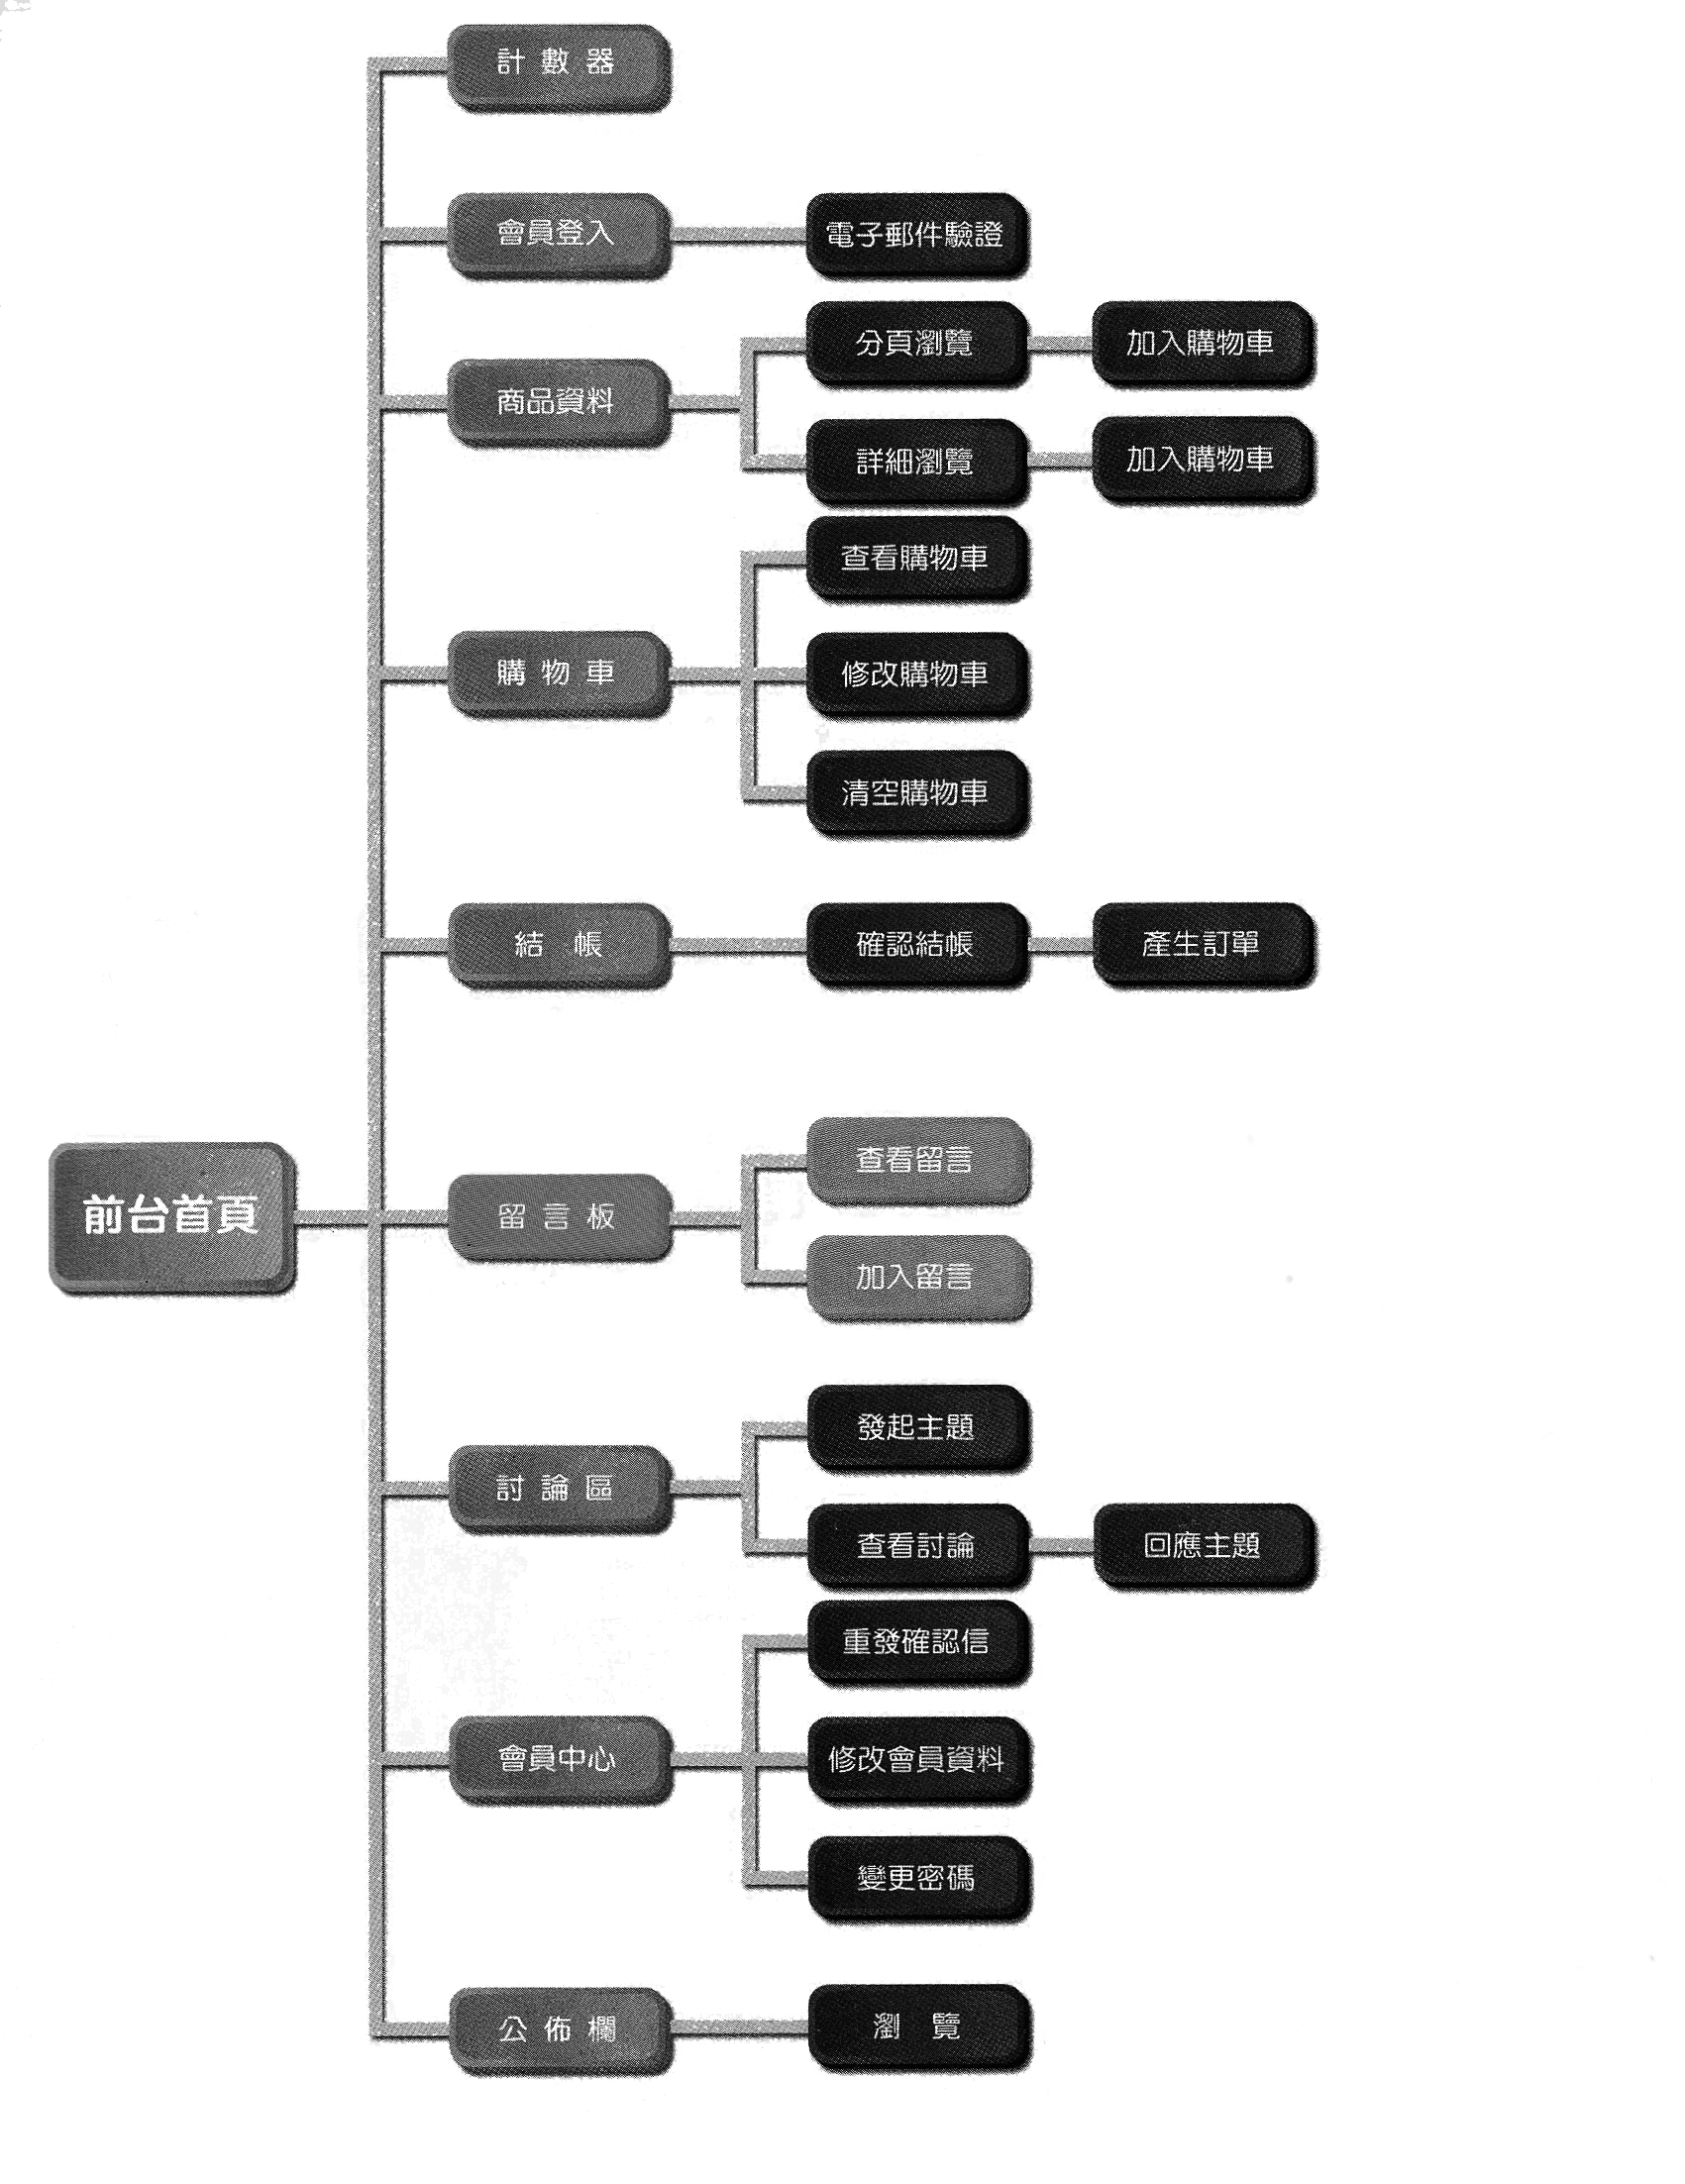 計數器
會員登入
電子郵件驗證
商品資料
分頁瀏覽
加入購物車
詳細瀏覽
加入購物車
購物車
查看購物車
修改購物車
清空購物車
結帳
確認結帳
產生訂單
前台首頁
留言板
查看留言
加入留言
討論區
發起主題
查看討論
回應主題
會員中心
重發確認信
修改會員資料
變更密碼
公佈欄
瀏覽